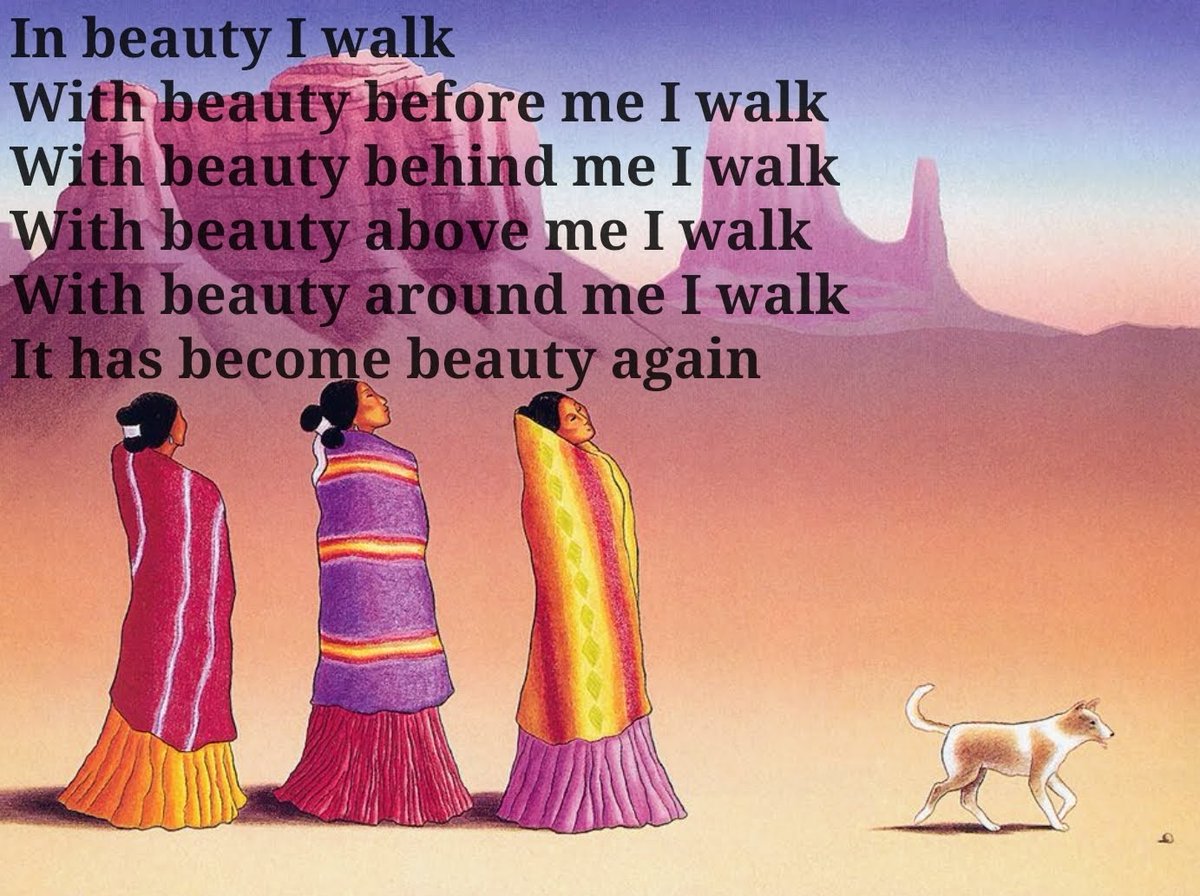 In beauty I walk
With beauty before me I walk
With beauty behind me I walk
With beauty above me I walk
With beauty around me I walk
It has become beauty again